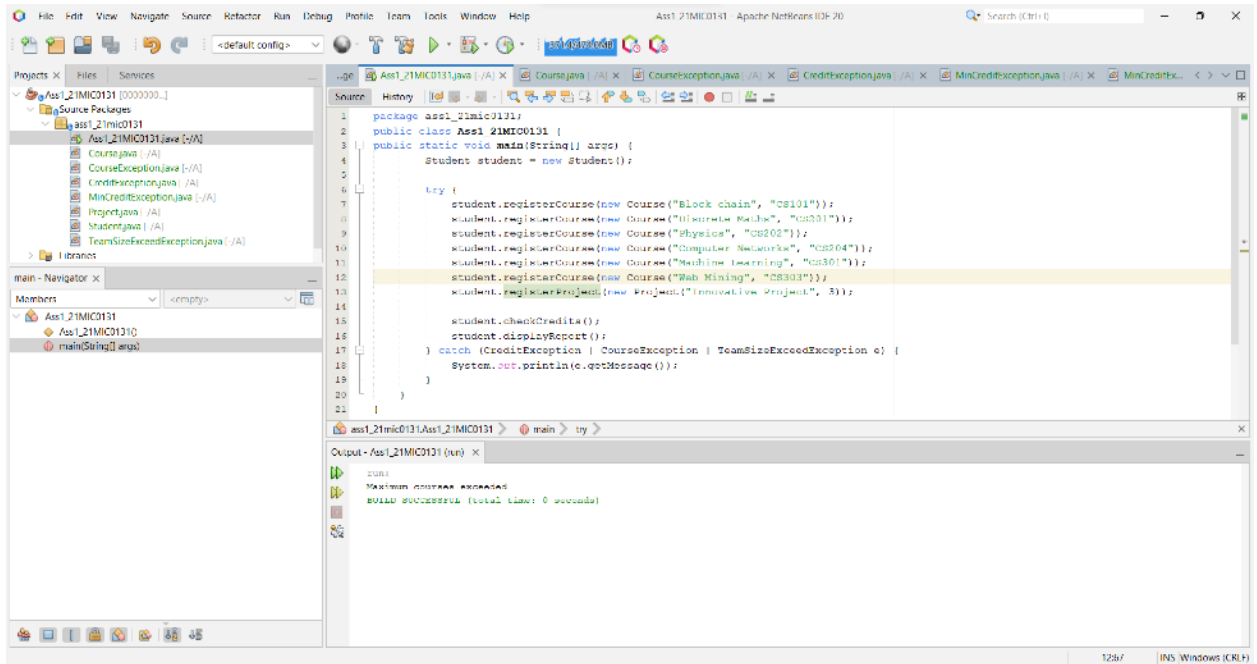 File Edit View Navigate Source Refactor Run Debug Profile Team Tools Window Help
Ass1_21MIC0131 - Apache NetBeans IDE 20
Search (Ctrl+I)
<default config>
Projects × Files Services
Ass1_21MIC0131
Source Packages
ass1_21mic0131
Ass1_21MIC0131.java [-/A]
Course.java [-/A]
CourseException.java [-/A]
CreditException.java [-/A]
MinCreditException.java [-/A]
Project.java [-/A]
Student.java [-/A]
TeamSizeExceedException.java [-/A]
Libraries
main - Navigator ×
Members <empty>
Ass1_21MIC0131
Ass1_21MIC0131()
main(String[] args)
...ge Ass1_21MIC0131.java [-/A] × Course.java [-/A] × CourseException.java [-/A] × CreditException.java [-/A] × MinCreditException.java [-/A] × MinCreditEx...
Source History
1 package ass1_21mic0131;
2 public class Ass1_21MIC0131 {
3 public static void main(String[] args) {
4 Student student = new Student();
5
6 try {
7 student.registerCourse(new Course("Block chain", "CS101"));
8 student.registerCourse(new Course("Discrete Maths", "CS201"));
9 student.registerCourse(new Course("Physics", "CS202"));
10 student.registerCourse(new Course("Computer Networks", "CS204"));
11 student.registerCourse(new Course("Machine Learning", "CS301"));
12 student.registerCourse(new Course("Web Mining", "CS303"));
13 student.registerProject(new Project("Innovative Project", 3));
14
15 student.checkCredits();
16 student.displayReport();
17 } catch (CreditException | CourseException | TeamSizeExceedException e) {
18 System.out.println(e.getMessage());
19 }
20 }
21 }
ass1_21mic0131.Ass1_21MIC0131 main try
Output - Ass1_21MIC0131 (run) ×
run:
Maximum courses exceeded
BUILD SUCCESSFUL (total time: 0 seconds)
INS Windows (CRLF)